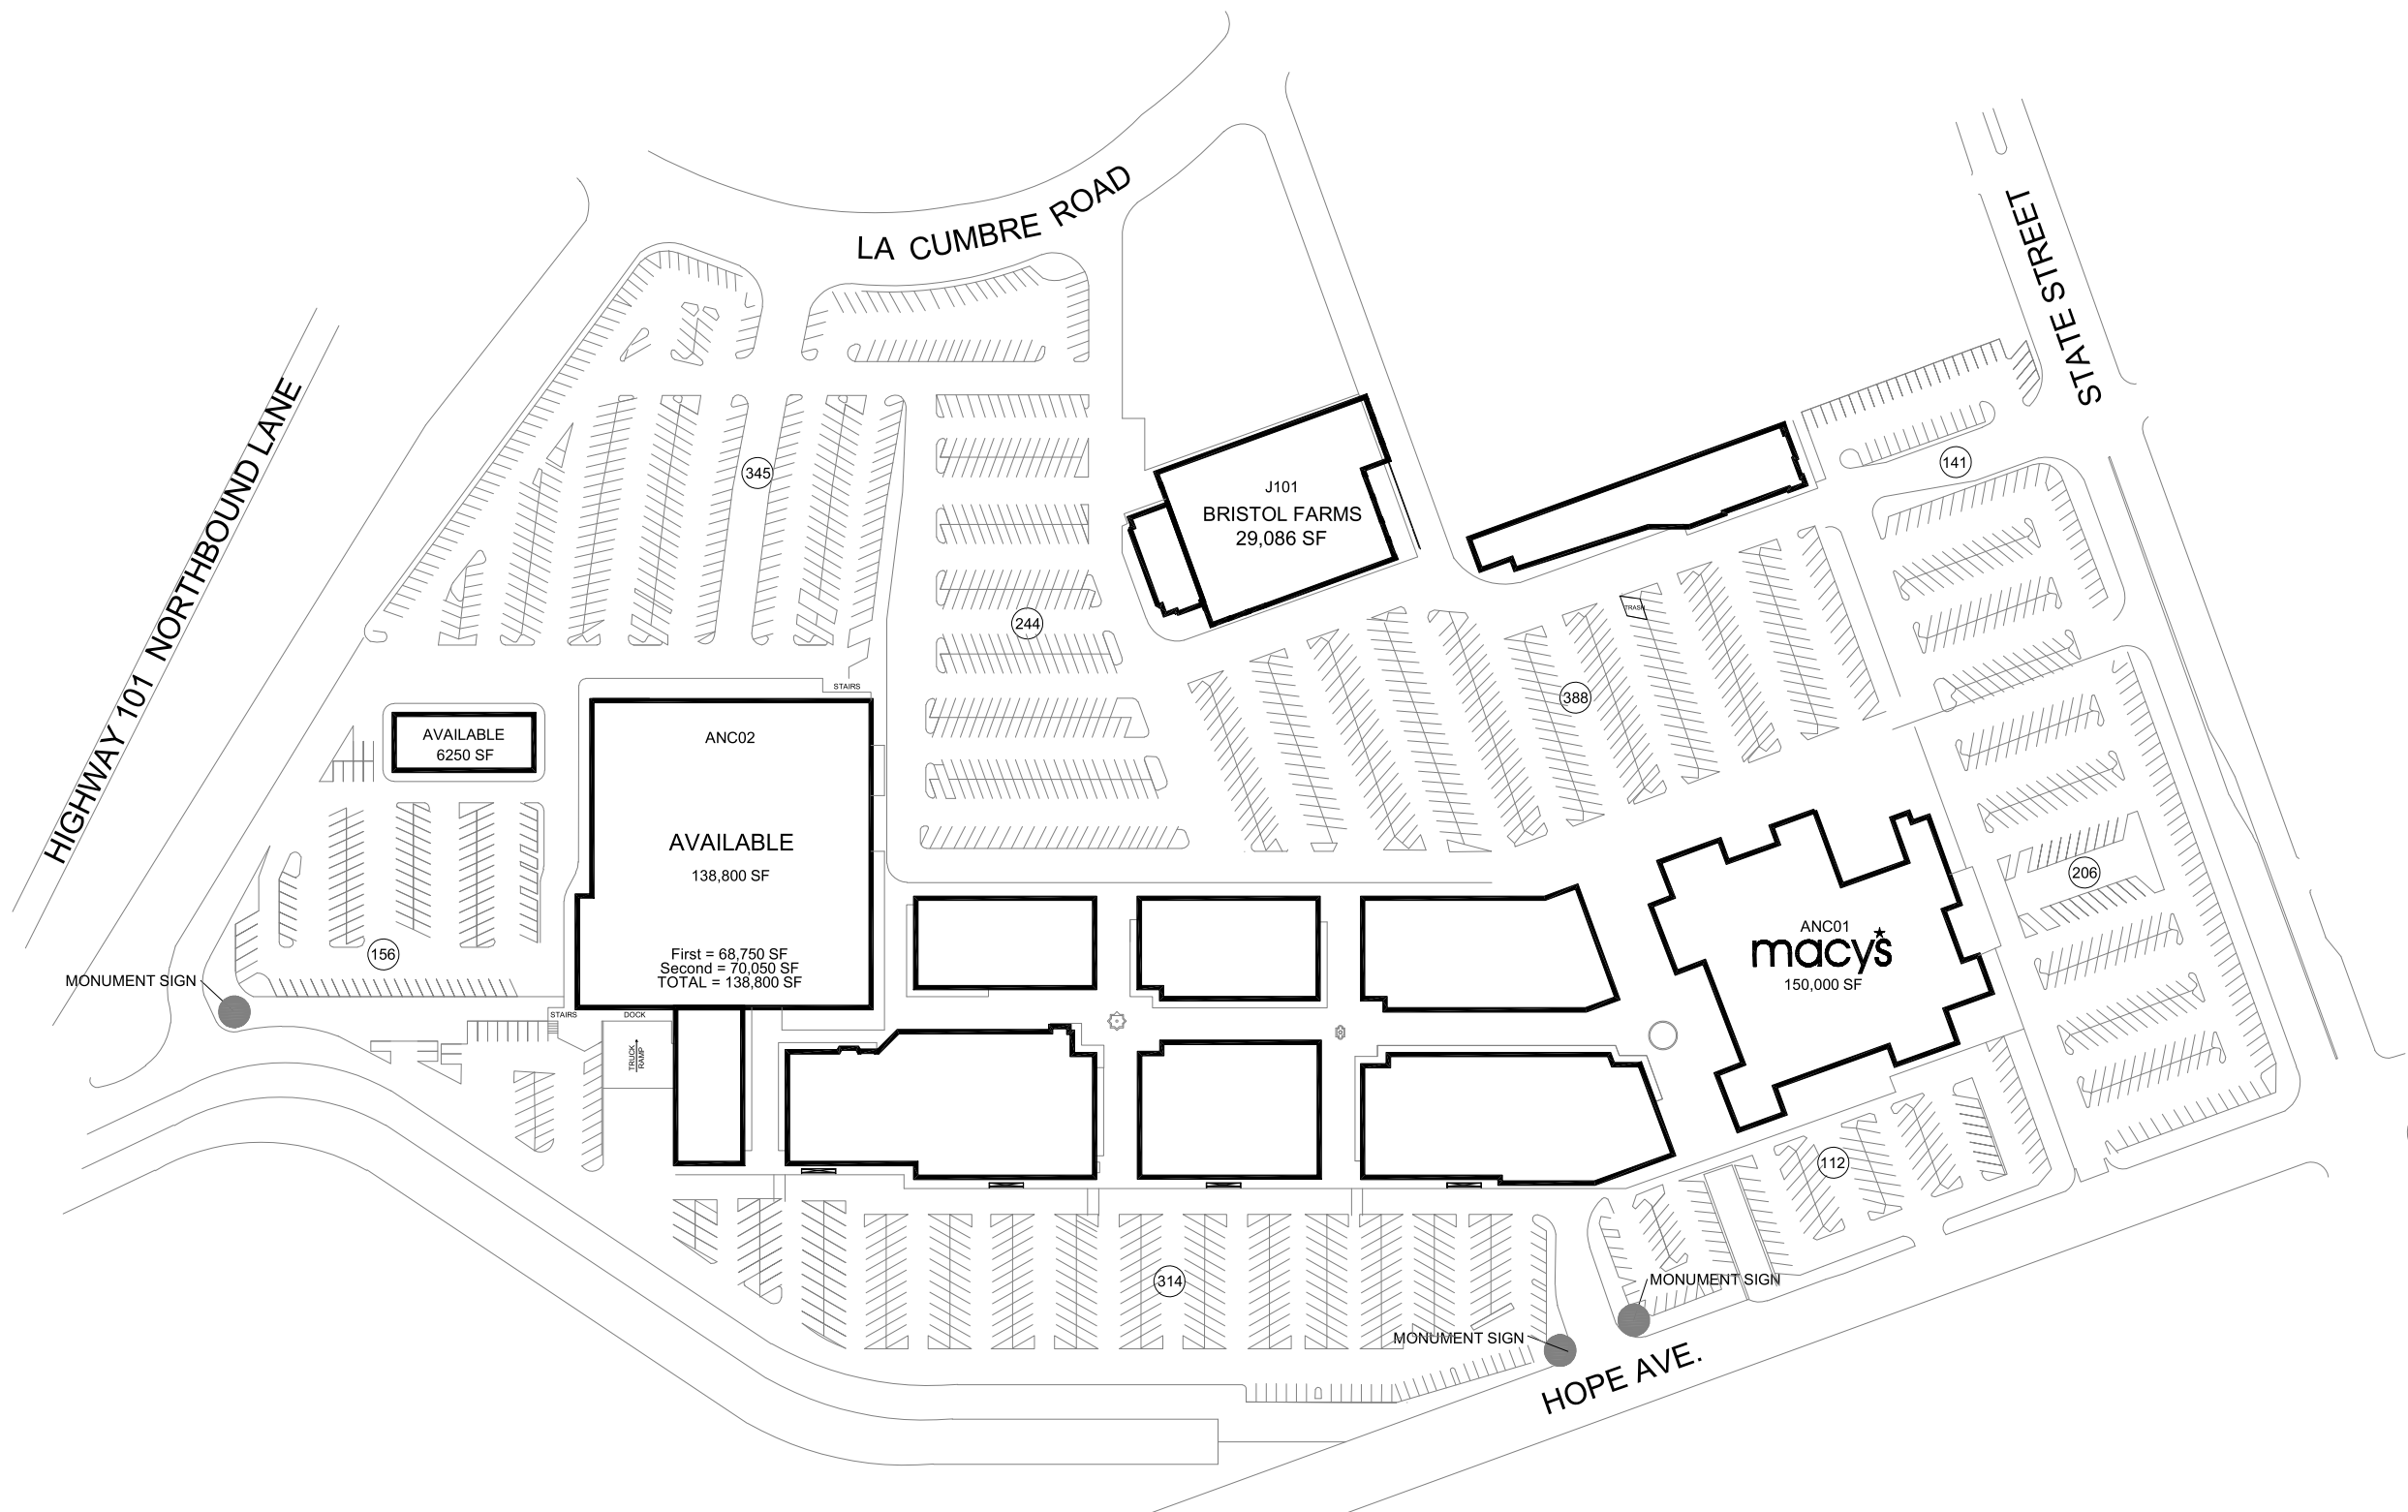 LA CUMBRE ROAD
STATE STREET
HIGHWAY 101 NORTHBOUND LANE
345
141
J101
BRISTOL FARMS
29,086 SF
244
TRASH
388
STAIRS
AVAILABLE
6250 SF
ANC02
AVAILABLE
138,800 SF
First = 68,750 SF
Second = 70,050 SF
TOTAL = 138,800 SF
206
ANC01
macy's
150,000 SF
156
MONUMENT SIGN
STAIRS
DOCK
TRUCK
RAMP
112
314
MONUMENT SIGN
MONUMENT SIGN
HOPE AVE.